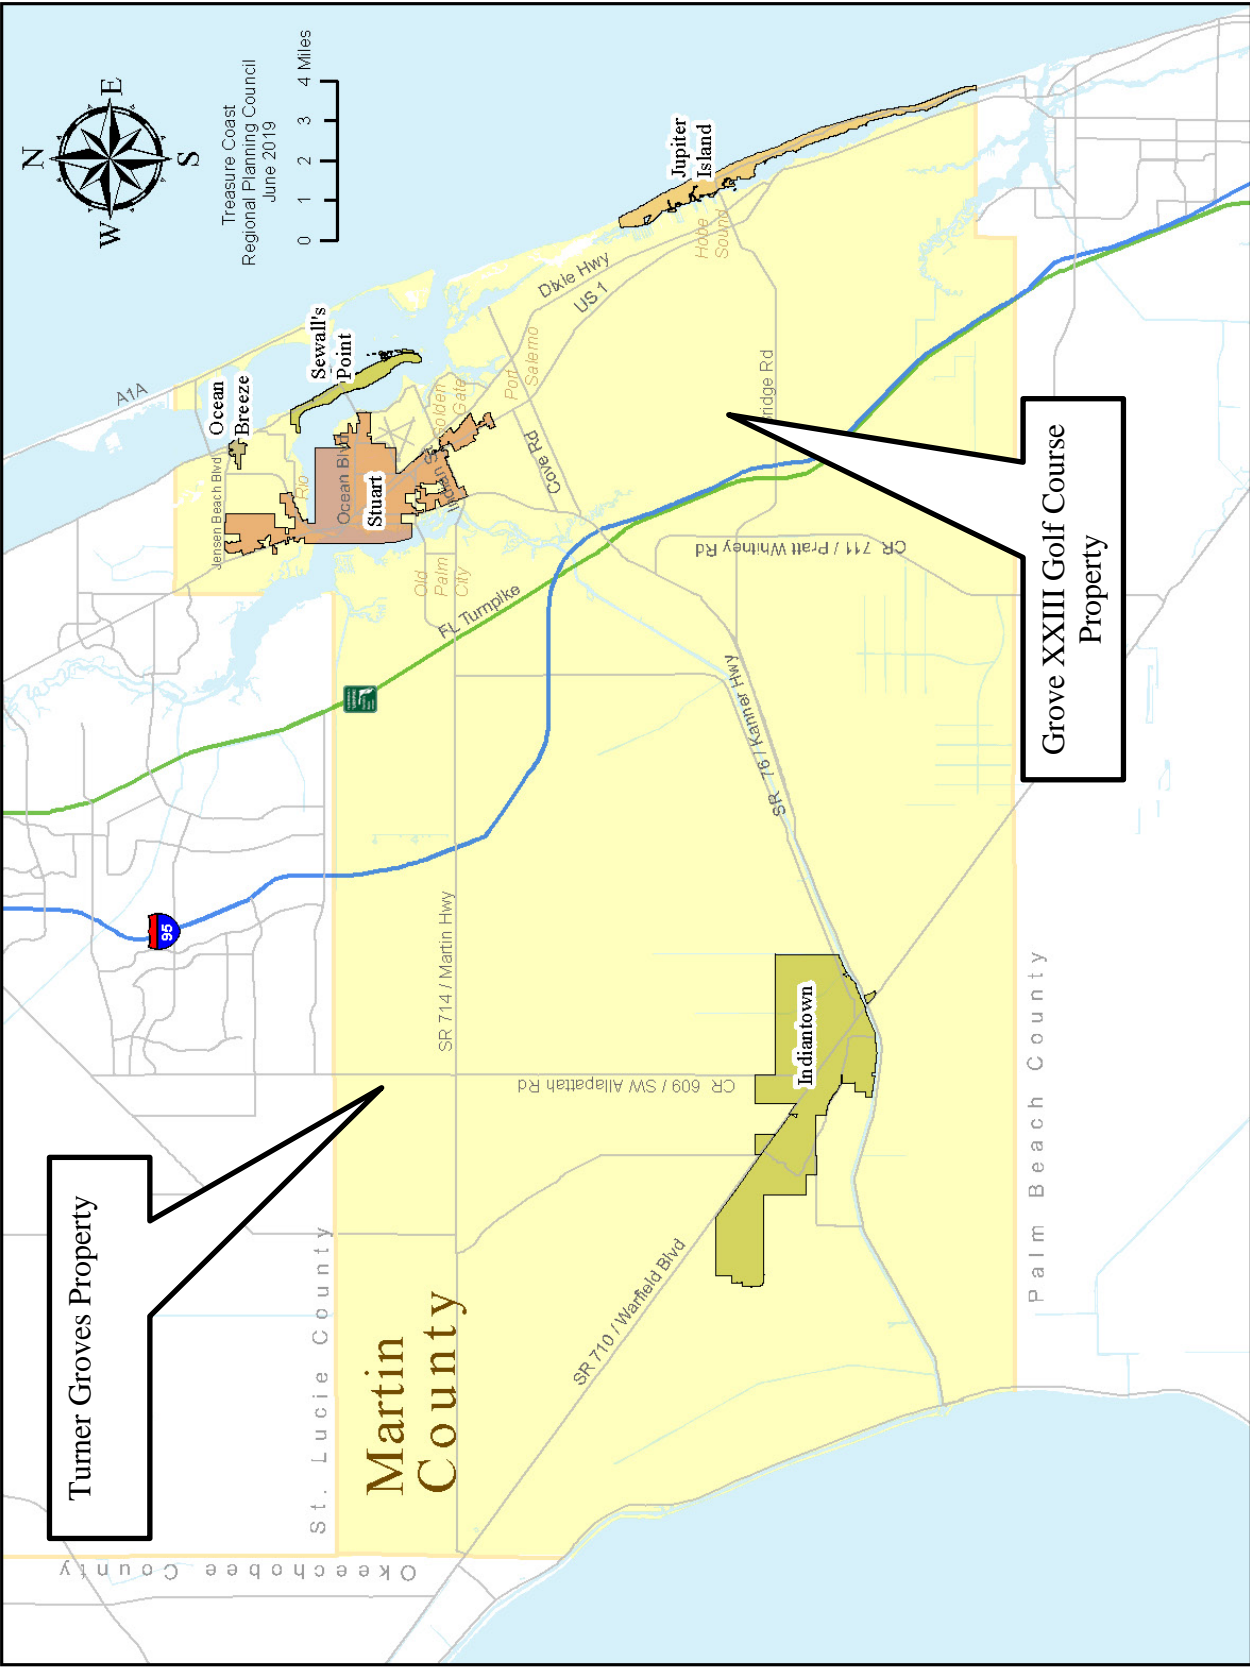 Turner Groves Property
Okeechobee County
St. Lucie County
Martin
County
95
SR 714 / Martin Hwy
CR 609 / SW Allapattah Rd
SR 710 / Warfield Blvd
Indiantown
Palm Beach County
FL Turnpike
SR 76 / Kanner Hwy
CR 711 / Pratt Whitney Rd
Jensen Beach Blvd
Ocean
Breeze
A1A
Sewall's
Point
Rio
Ocean Blvd
Stuart
Indian St
Golden
Gate
Old
Palm
City
Port
Salerno
Cove Rd
Dixie Hwy
US 1
Hobe
Sound
Jupiter
Island
ridge Rd
Grove XXIII Golf Course
Property
N
W
E
S
Treasure Coast
Regional Planning Council
June 2019
0 1 2 3 4 Miles